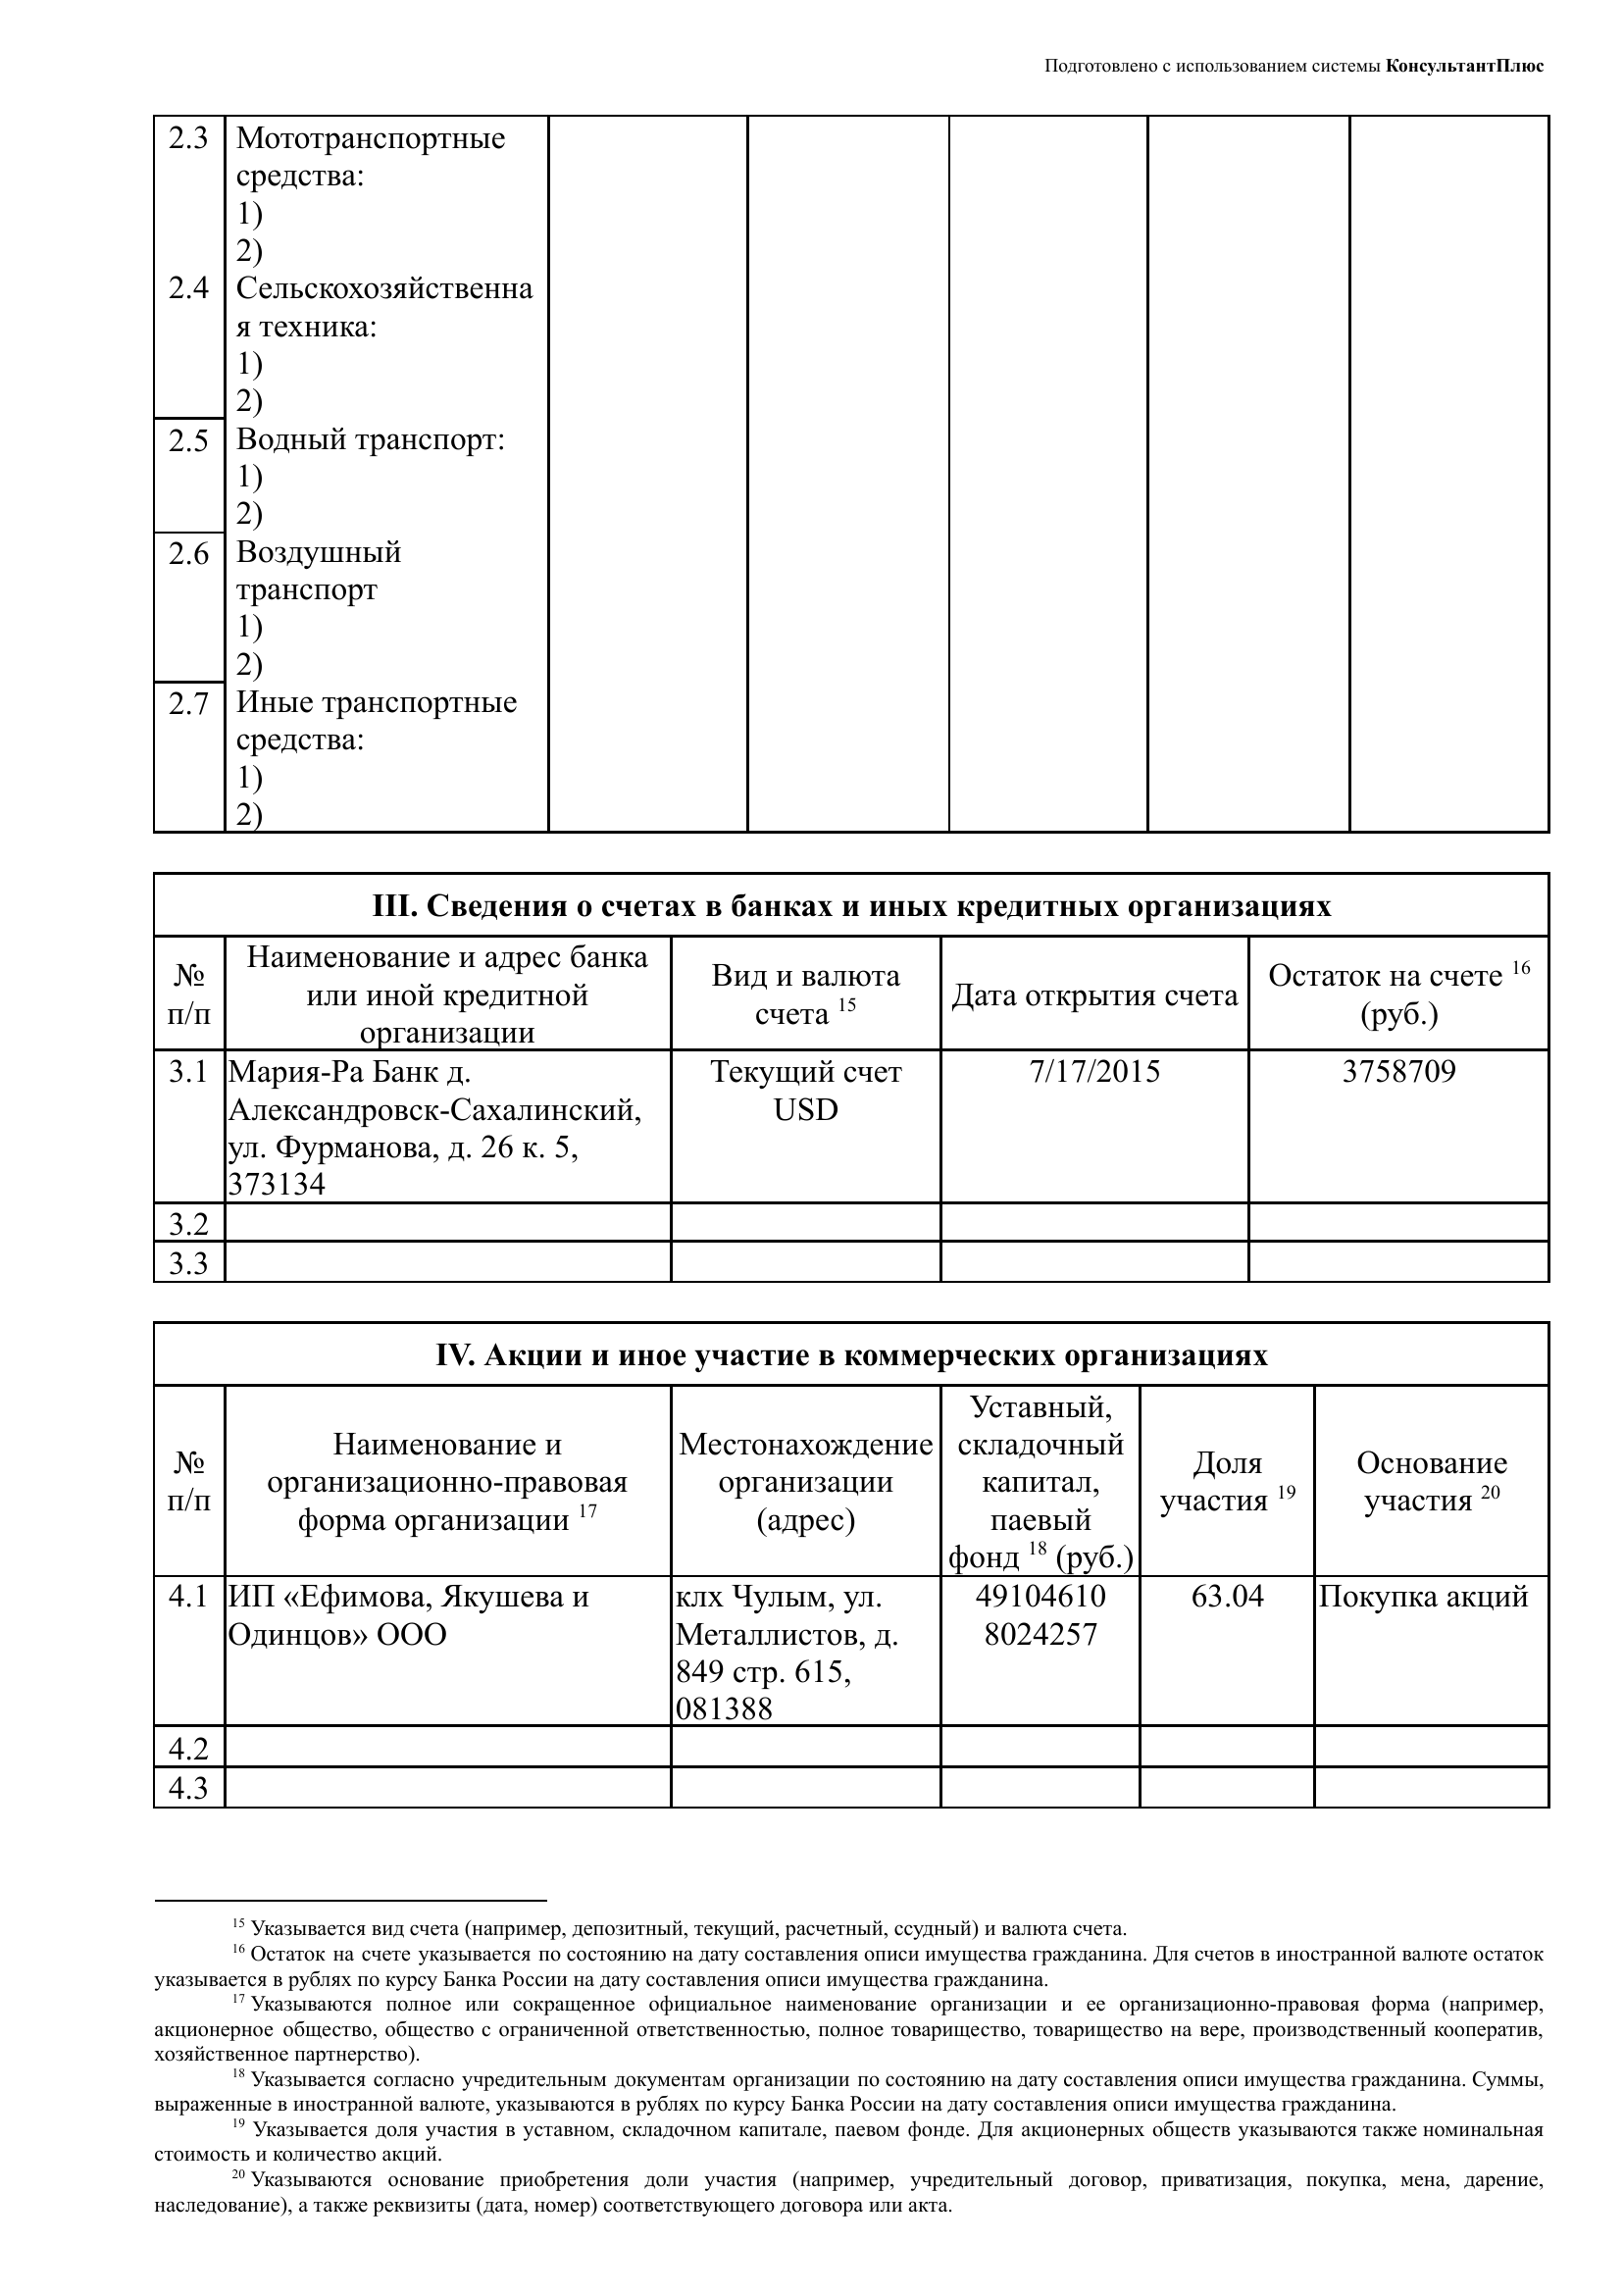 Подготовлено с использованием системы КонсультантПлюс
2.3 Мототранспортные
средства:
1)
2)
2.4 Сельскохозяйственна
я техника:
1)
2)
2.5 Водный транспорт:
1)
2)
2.6 Воздушный
транспорт
1)
2)
2.7 Иные транспортные
средства:
1)
2)
III. Сведения о счетах в банках и иных кредитных организациях
№
п/п
Наименование и адрес банка
или иной кредитной
организации
Вид и валюта
счета 15
Дата открытия счета
Остаток на счете 16
(руб.)
3.1
Мария-Ра Банк д.
Александровск-Сахалинский,
ул. Фурманова, д. 26 к. 5,
373134
Текущий счет
USD
7/17/2015
3758709
3.2
3.3
IV. Акции и иное участие в коммерческих организациях
№
п/п
Наименование и
организационно-правовая
форма организации 17
Местонахождение
организации
(адрес)
Уставный,
складочный
капитал,
паевый
фонд 18 (руб.)
Доля
участия 19
Основание
участия 20
4.1
ИП «Ефимова, Якушева и
Одинцов» ООО
клх Чулым, ул.
Металлистов, д.
849 стр. 615,
081388
49104610
8024257
63.04
Покупка акций
4.2
4.3
15 Указывается вид счета (например, депозитный, текущий, расчетный, ссудный) и валюта счета.
16 Остаток на счете указывается по состоянию на дату составления описи имущества гражданина. Для счетов в иностранной валюте остаток
указывается в рублях по курсу Банка России на дату составления описи имущества гражданина.
17 Указываются полное или сокращенное официальное наименование организации и ее организационно-правовая форма (например,
акционерное общество, общество с ограниченной ответственностью, полное товарищество, товарищество на вере, производственный кооператив,
хозяйственное партнерство).
18 Указывается согласно учредительным документам организации по состоянию на дату составления описи имущества гражданина. Суммы,
выраженные в иностранной валюте, указываются в рублях по курсу Банка России на дату составления описи имущества гражданина.
19 Указывается доля участия в уставном, складочном капитале, паевом фонде. Для акционерных обществ указываются также номинальная
стоимость и количество акций.
20 Указываются основание приобретения доли участия (например, учредительный договор, приватизация, покупка, мена, дарение,
наследование), а также реквизиты (дата, номер) соответствующего договора или акта.